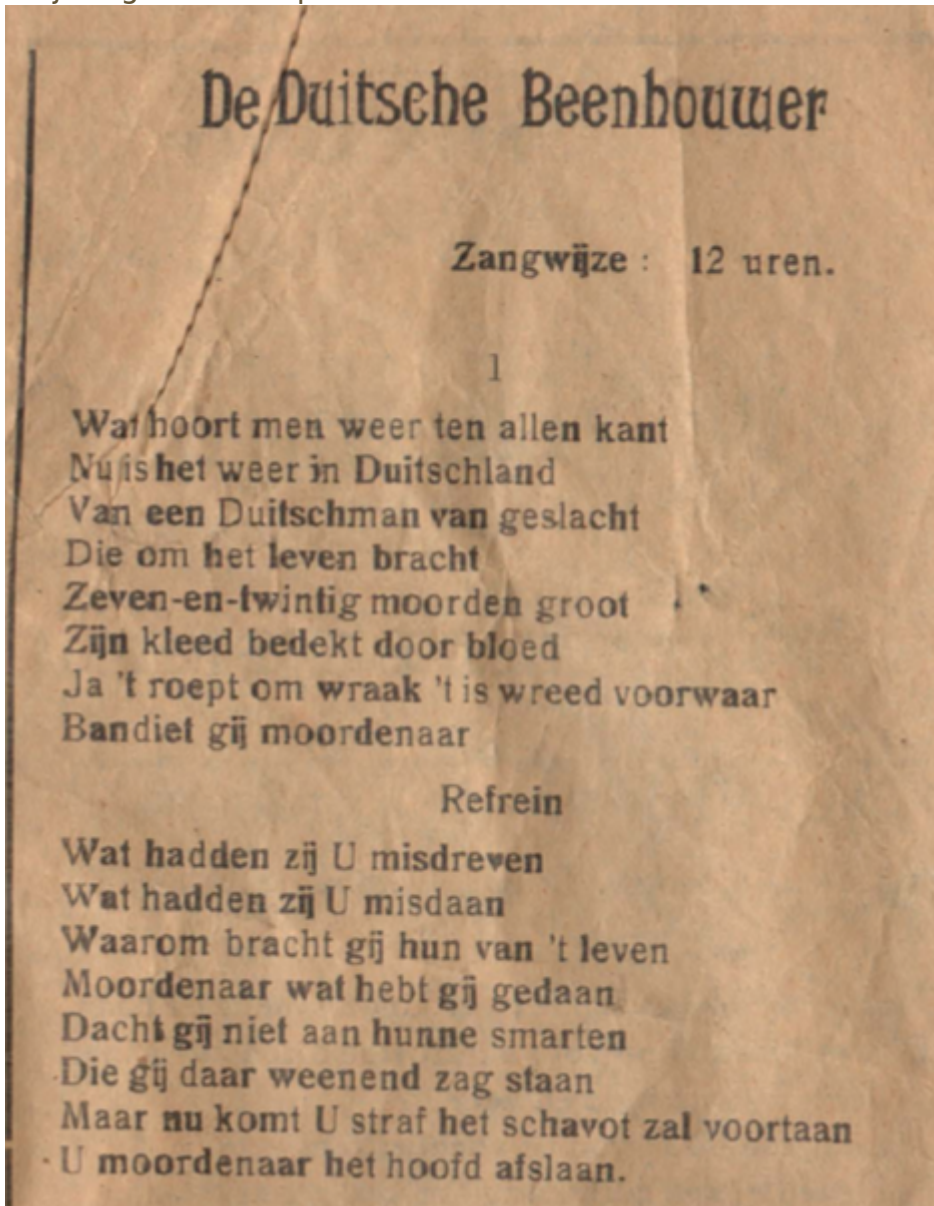 De Duitsche Beenhouwer
Zangwijze : 12 uren.
1
Wat hoort men weer ten allen kant
Nu is het weer in Duitschland
Van een Duitschman van geslacht
Die om het leven bracht
Zeven-en-twintig moorden groot
Zijn kleed bedekt door bloed
Ja 't roept om wraak 't is wreed voorwaar
Bandiet gij moordenaar
Refrein
Wat hadden zij U misdreven
Wat hadden zij U misdaan
Waarom bracht gij hun van 't leven
Moordenaar wat hebt gij gedaan
Dacht gij niet aan hunne smarten
Die gij daar weenend zag staan
Maar nu komt U straf het schavot zal voortaan
U moordenaar het hoofd afslaan.